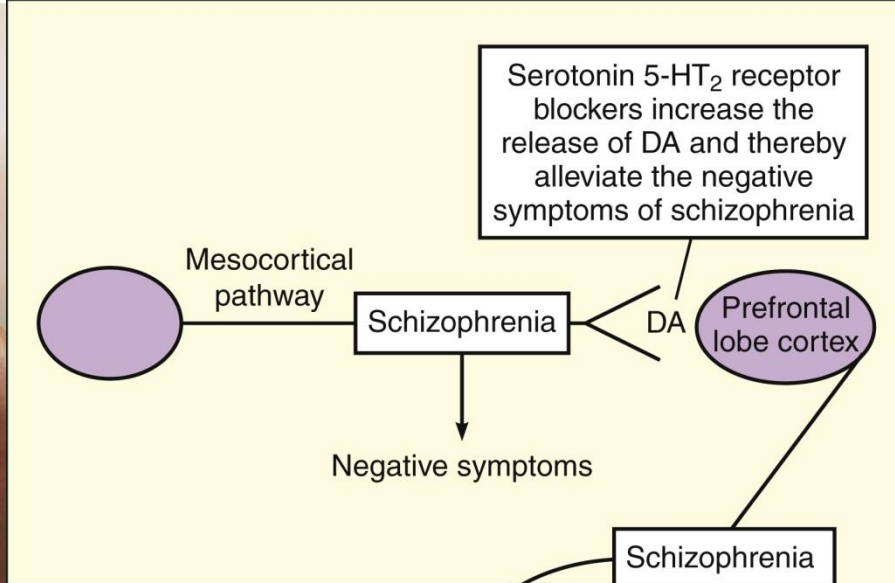 Serotonin 5-HT₂ receptor
blockers increase the
release of DA and thereby
alleviate the negative
symptoms of schizophrenia
Mesocortical
pathway
Schizophrenia
DA
Prefrontal
lobe cortex
Negative symptoms
Schizophrenia